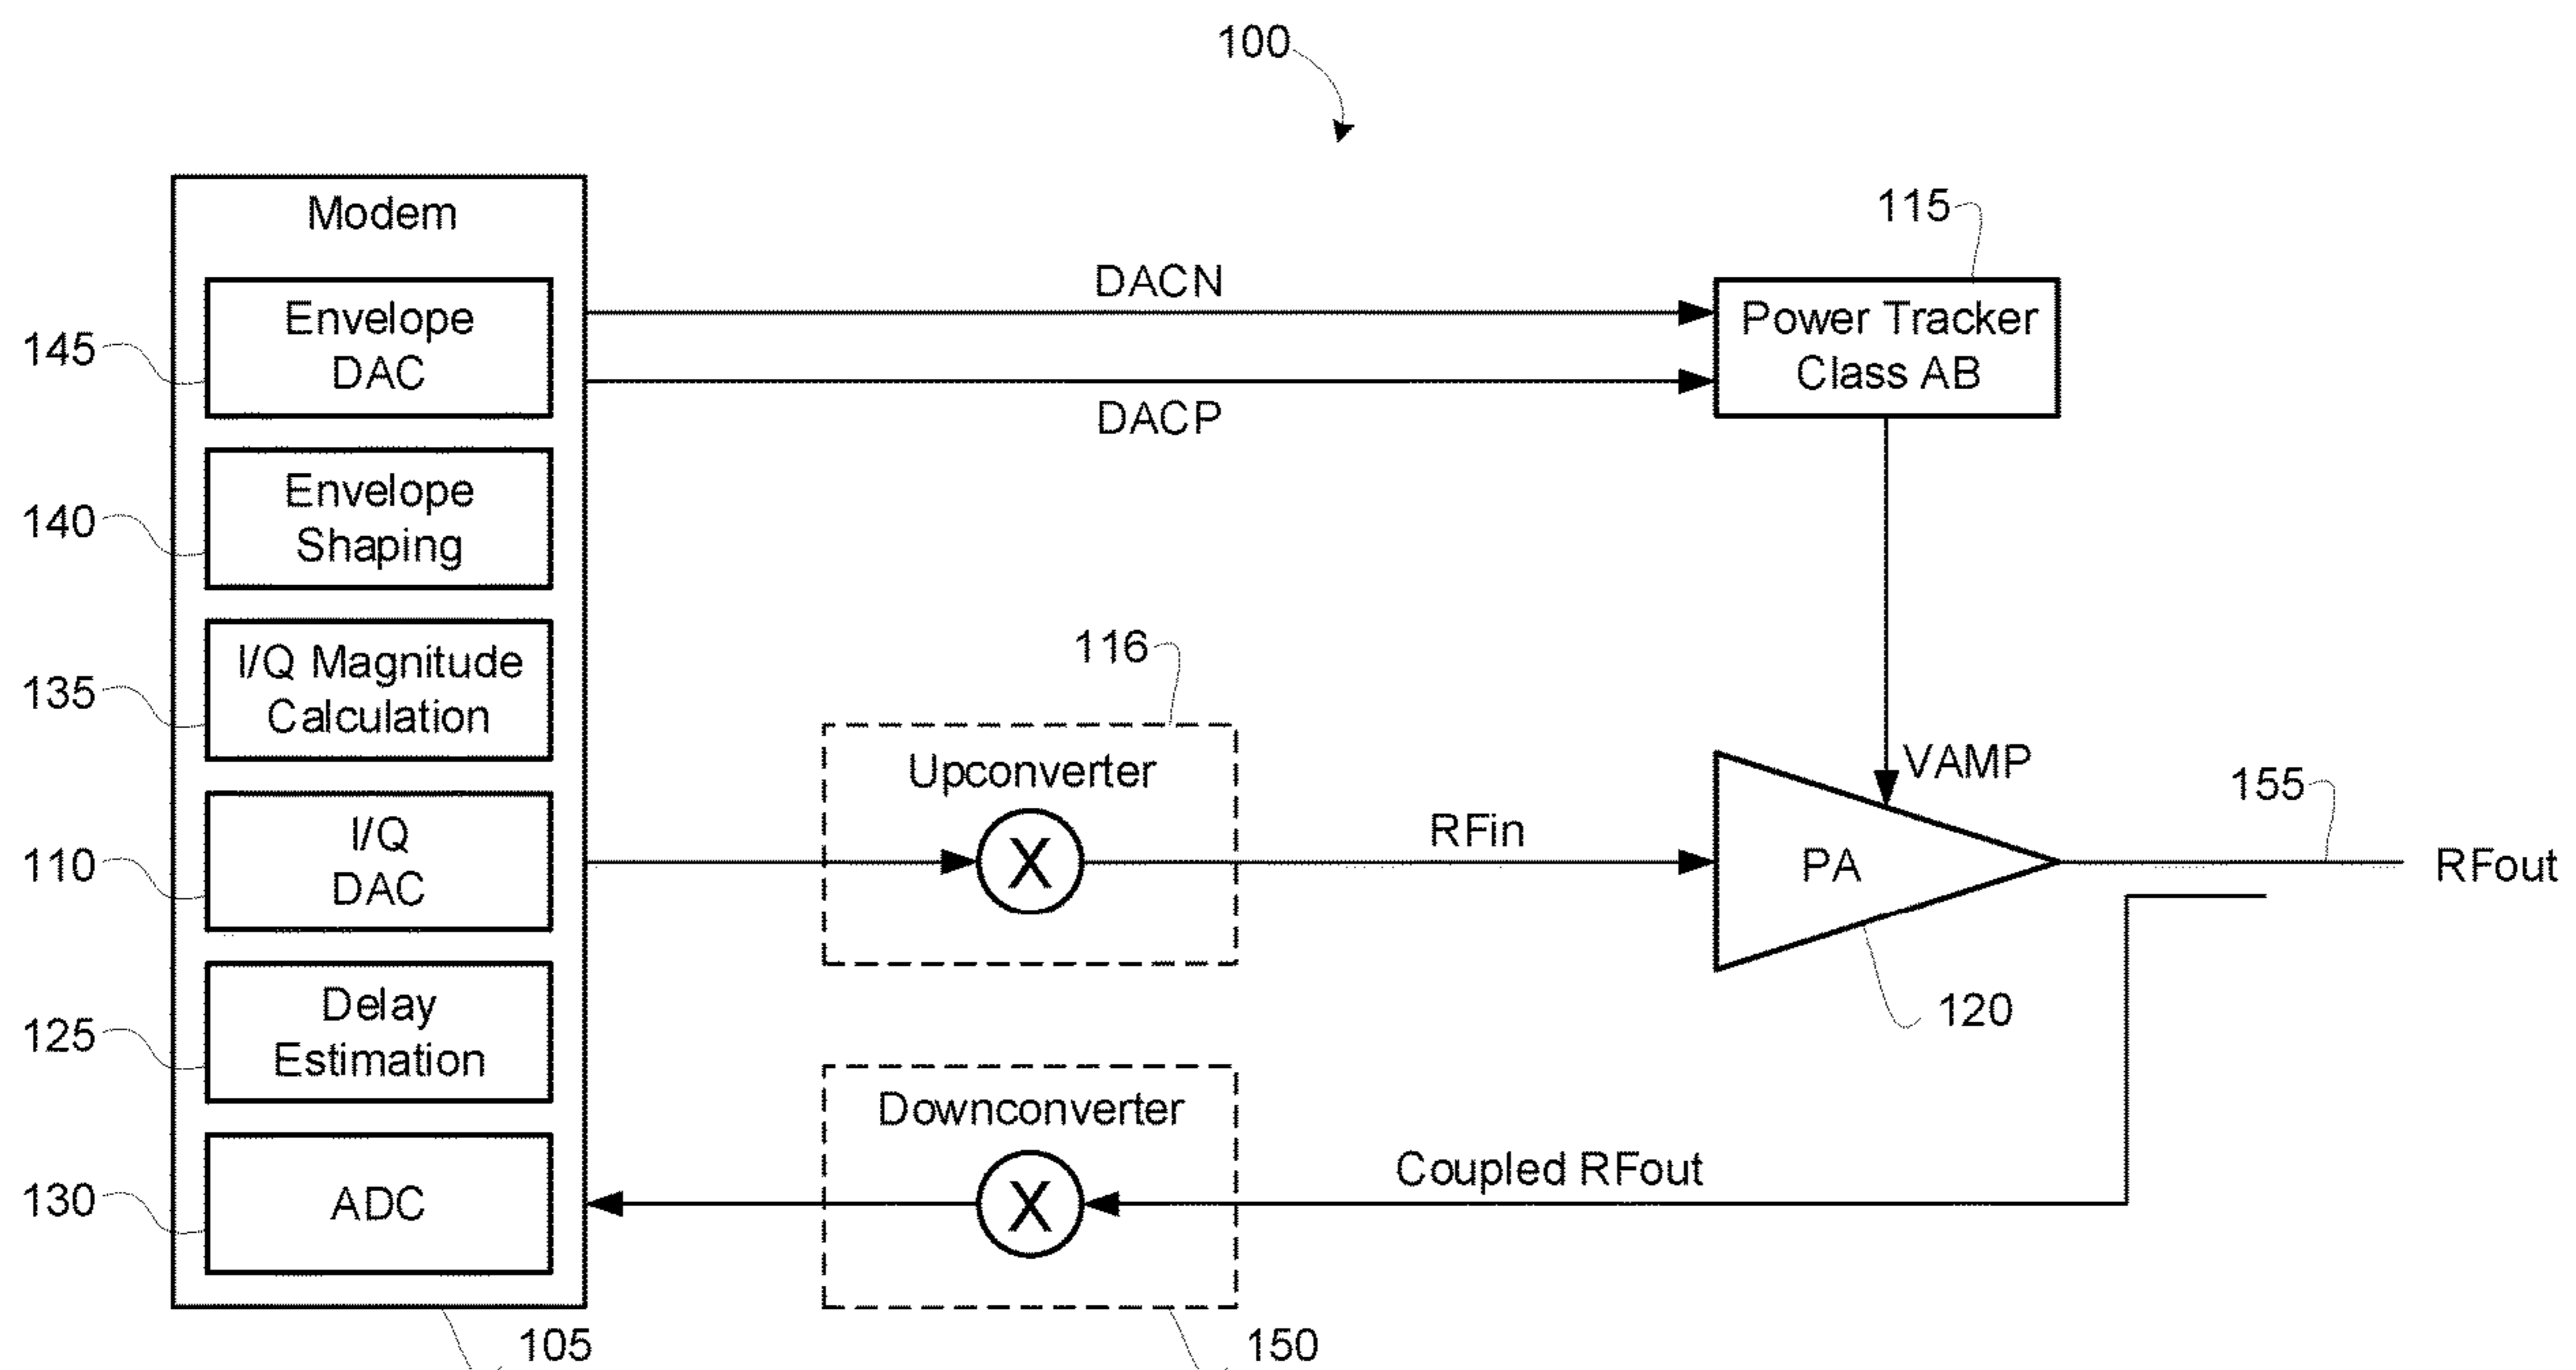 100
Modem
115
DACN
Envelope
DAC
145
Power Tracker
Class AB
DACP
Envelope
Shaping
140
I/Q Magnitude
Calculation
135
116
Upconverter
X
VAMP
155
I/Q
DAC
110
RFin
PA
RFout
Delay
Estimation
125
120
Downconverter
X
Coupled RFout
ADC
130
105
150